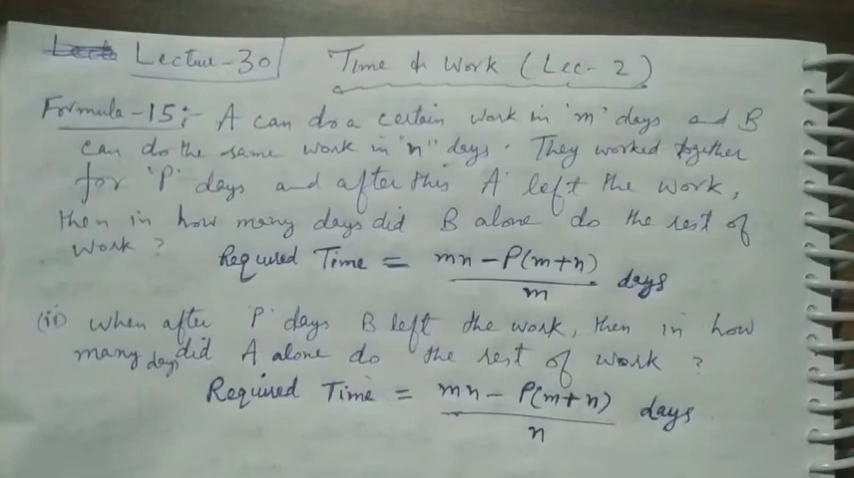 Lecture-30 Time & Work (Lec-2)
Formula-15:- A can do a certain work in 'm' days and B
can do the same work in "n" days. They worked together
for 'P' days and after this A left the work,
then in how many days did B alone do the rest of
work?
Required Time = mn-P(m+n)/m days
(ii) when after 'P' days B left the work, then in how
many days did A alone do the rest of work ?
Required Time = mn-P(m+n)/n days